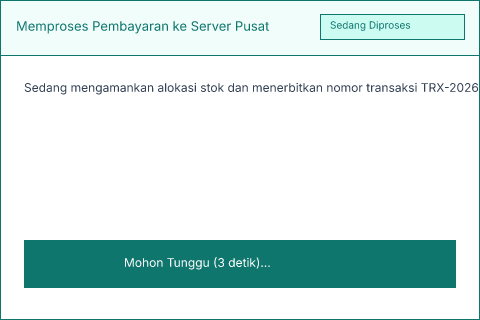 Memproses Pembayaran ke Server Pusat
Sedang Diproses
Sedang mengamankan alokasi stok dan menerbitkan nomor transaksi TRX-2026
Mohon Tunggu (3 detik)...